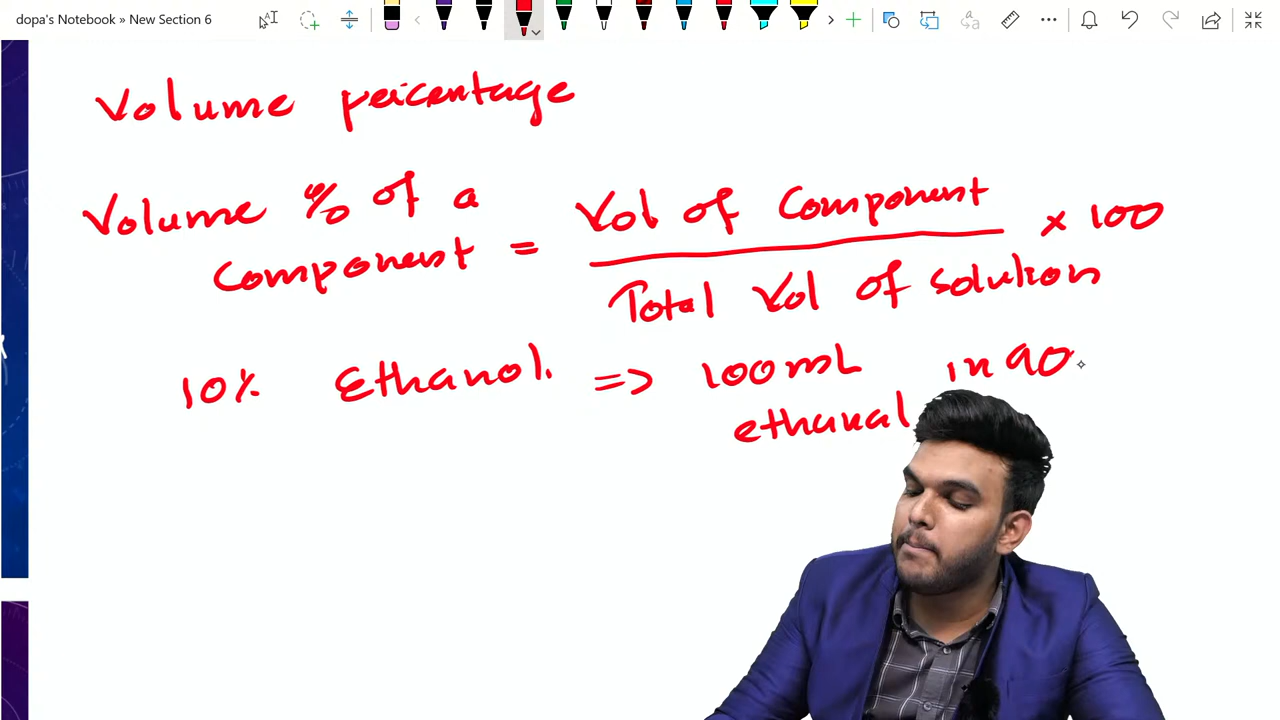 dopa's Notebook » New Section 6
Volume percentage
Volume % of a
component = Vol of Component / Total Vol of solution × 100
10% Ethanol. => 100mL in 90
ethanal